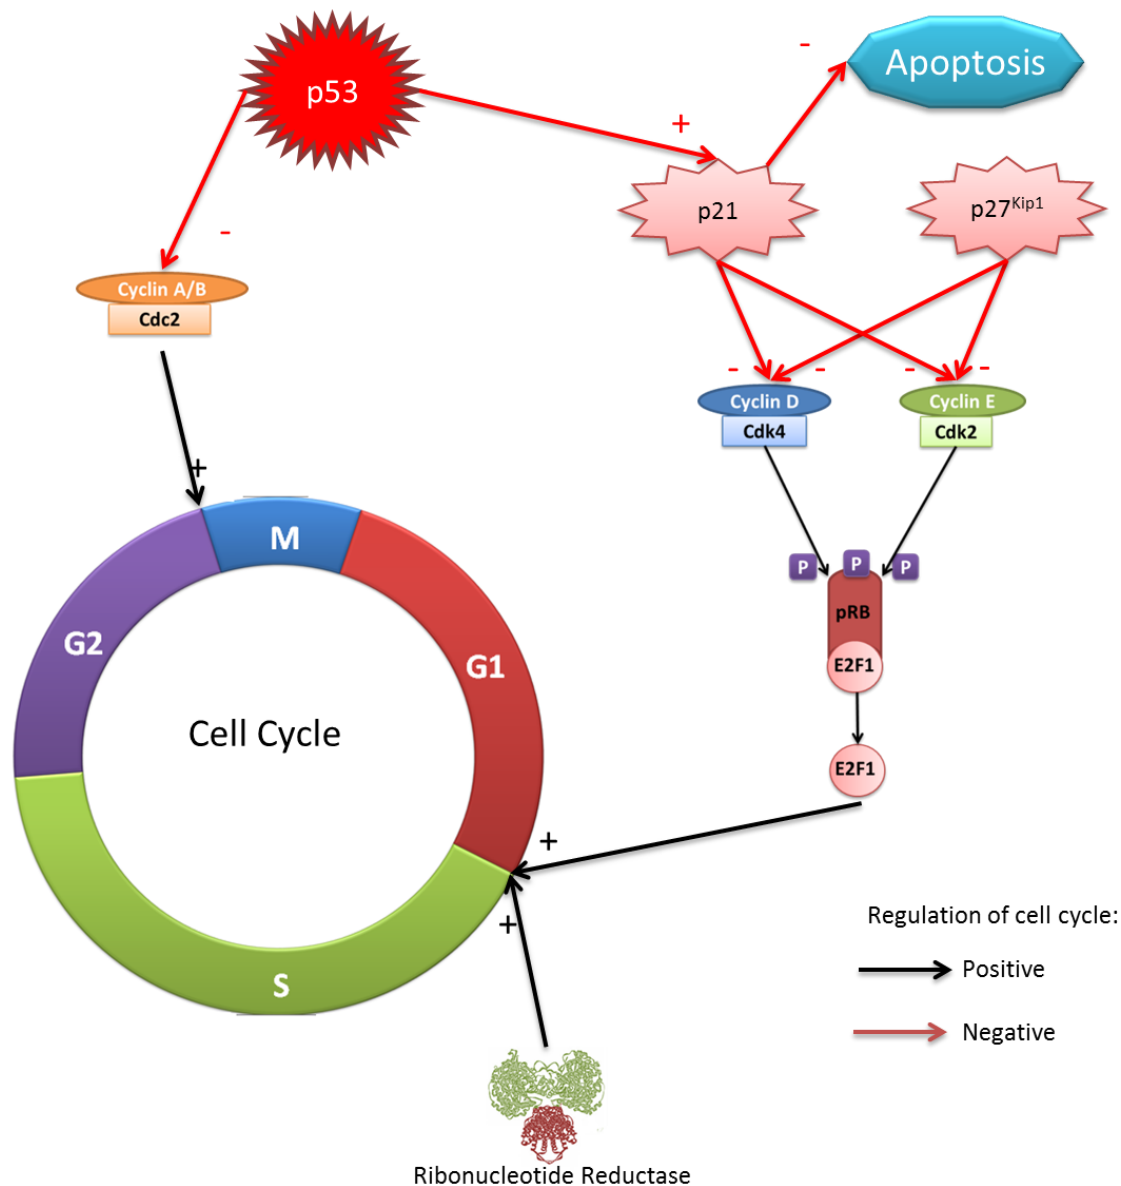 p53
-
Apoptosis
+
p21
p27Kip1
-
Cyclin A/B
Cdc2
- - - -
Cyclin D
Cdk4
Cyclin E
Cdk2
+
M
G2
G1
S
Cell Cycle
P P P
pRB
E2F1
E2F1
+
+
Regulation of cell cycle:
Positive
Negative
Ribonucleotide Reductase